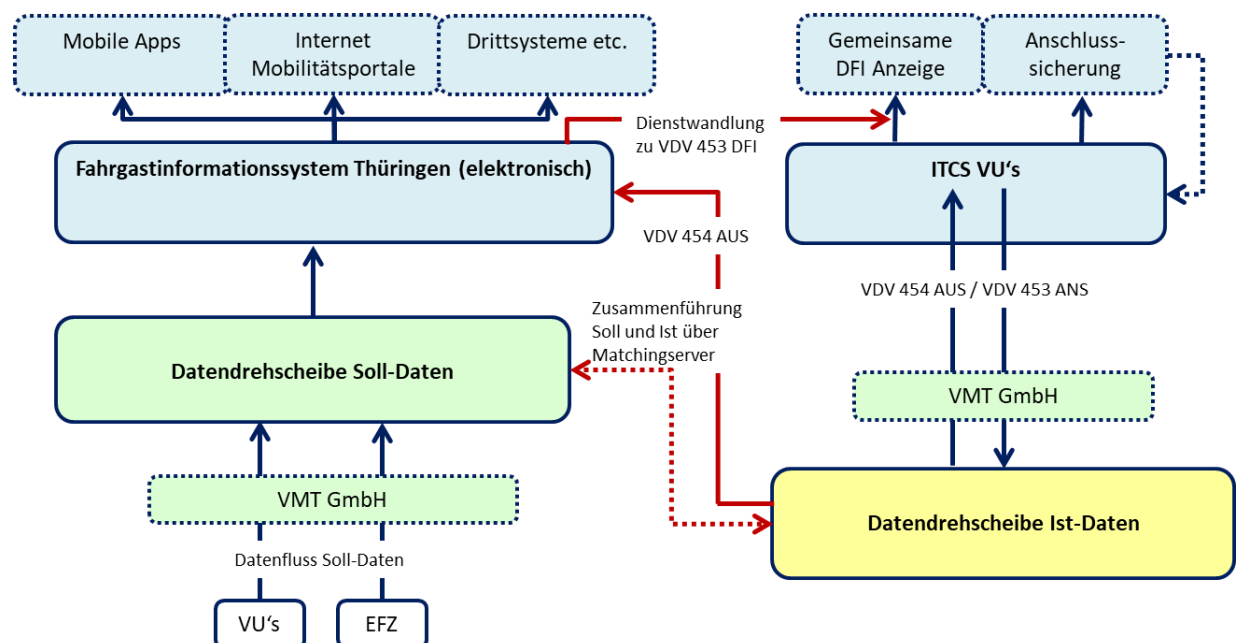 Mobile Apps
Internet
Mobilitätsportale
Drittsysteme etc.
Gemeinsame
DFI Anzeige
Anschluss-
sicherung
Dienstwandlung
zu VDV 453 DFI
Fahrgastinformationssystem Thüringen (elektronisch)
ITCS VU‘s
VDV 454 AUS
VDV 454 AUS / VDV 453 ANS
Zusammenführung
Soll und Ist über
Matchingserver
Datendrehscheibe Soll-Daten
VMT GmbH
VMT GmbH
Datendrehscheibe Ist-Daten
Datenfluss Soll-Daten
VU‘s
EFZ